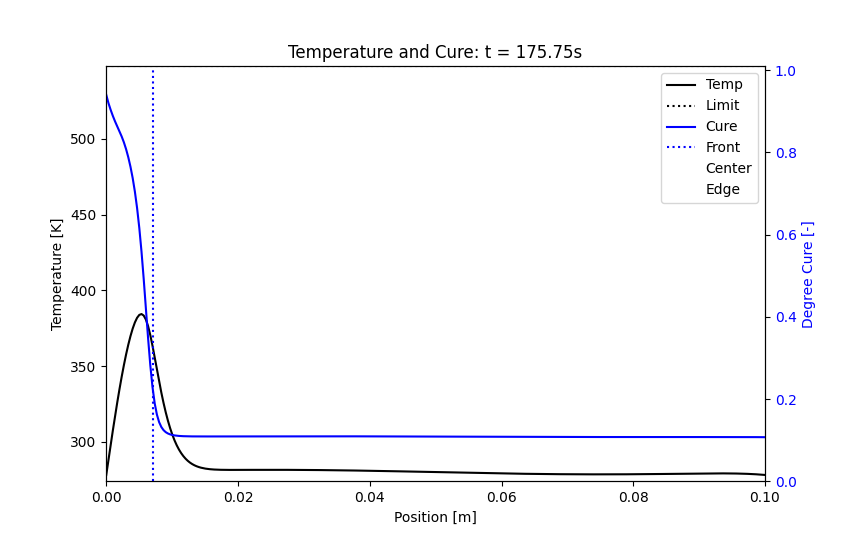 Temperature and Cure: t = 175.75s
Temp
Limit
Cure
Front
Center
Edge
Temperature [K]
500
450
400
350
300
1.0
0.8
0.6
0.4
0.2
0.0
Degree Cure [-]
0.00 0.02 0.04 0.06 0.08 0.10
Position [m]